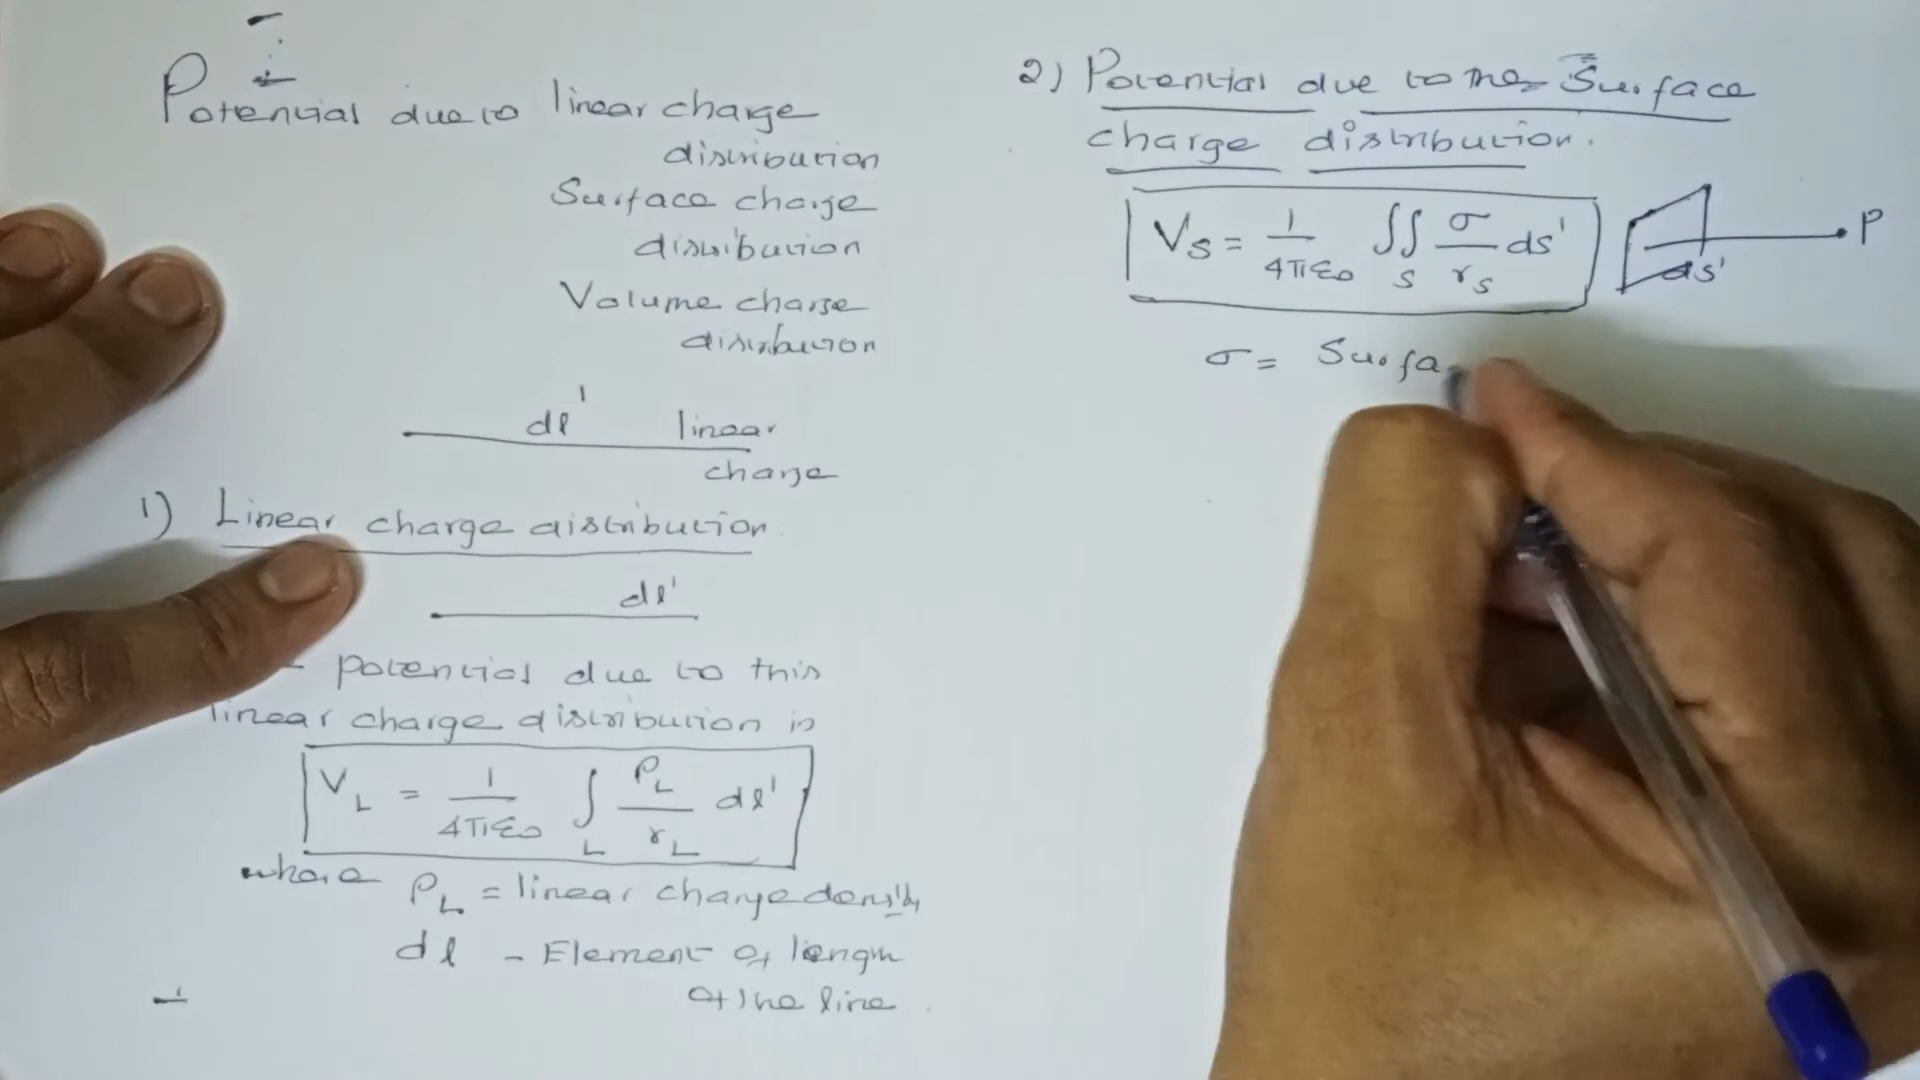 Potential due to linear charge
distribution
Surface charge
distribution
Volume charge
distribution
dl' linear
charge
1) Linear charge distribution
dl'
- potential due to this
linear charge distribution is
V_L = 1/4πε0 ∫_L ρ_L/r_L dl'
where ρ_L = linear charge density
dl - Element of length
of the line.
2) Potential due to the Surface
charge distribution.
V_S = 1/4πε0 ∬_S σ/r_S ds'
ds' P
σ = Surfa